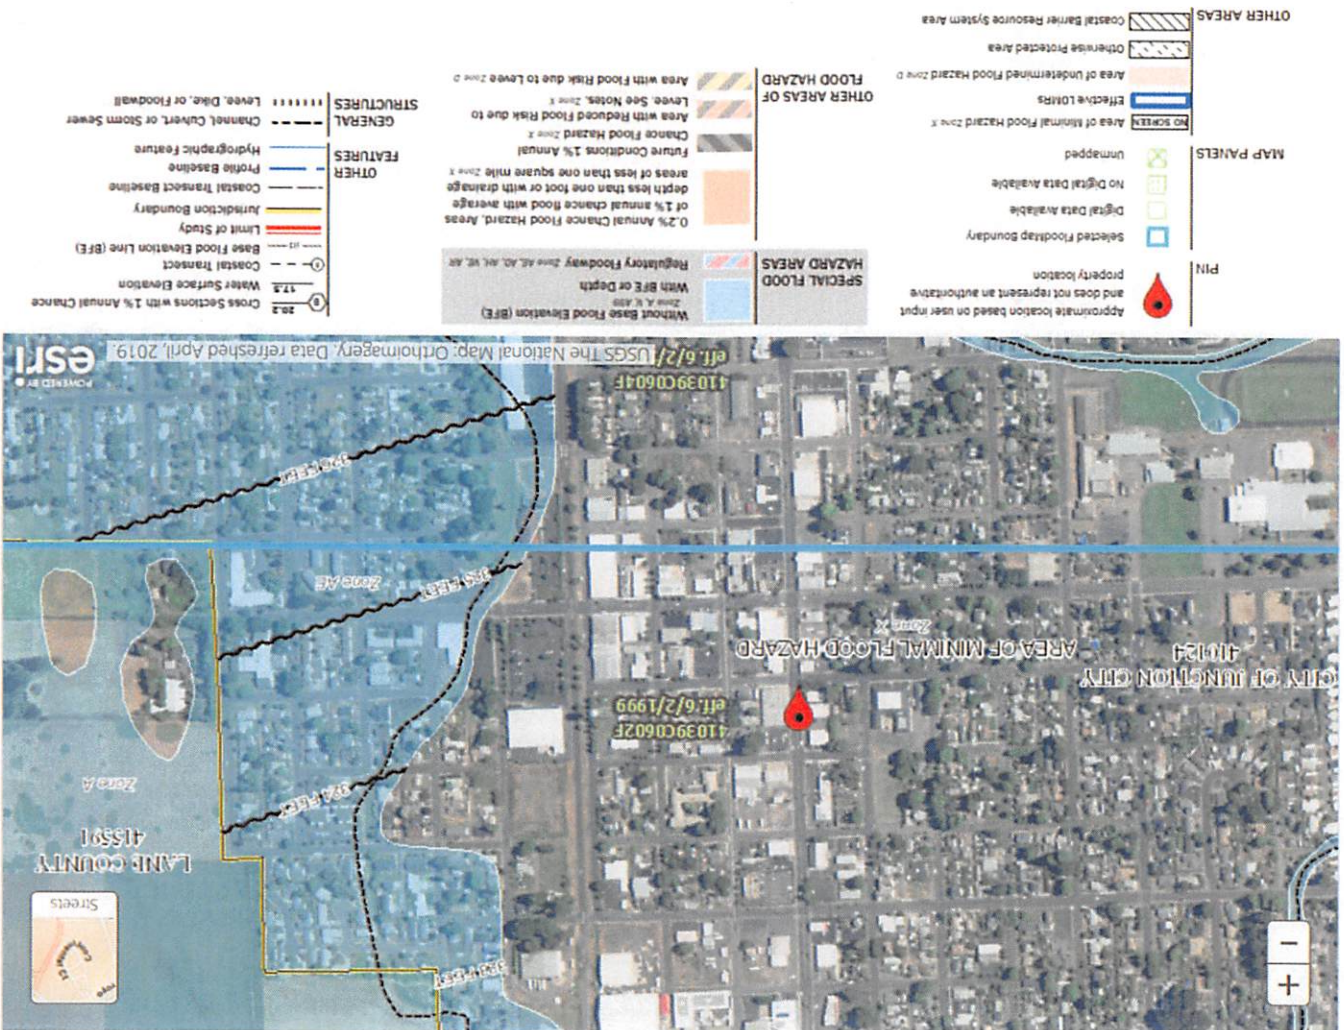 +
−
FEET
Streets
LANE COUNTY
415591
Zone A
324 FEET
41039C0602F
eff.6/2/1999
CITY OF JUNCTION CITY
410124
AREA OF MINIMAL FLOOD HAZARD
Zone X
325 FEET
Zone AE
326 FEET
41039C0604F
eff.6/2/
USGS The National Map: Orthoimagery. Data refreshed April, 2019.
POWERED BY
esri
PIN
Approximate location based on user input
and does not represent an authoritative
property location
MAP PANELS
Selected FloodMap Boundary
Digital Data Available
No Digital Data Available
Unmapped
OTHER AREAS
NO SCREEN
Area of Minimal Flood Hazard Zone X
Effective LOMRs
Area of Undetermined Flood Hazard Zone D
Otherwise Protected Area
Coastal Barrier Resource System Area
SPECIAL FLOOD
HAZARD AREAS
Without Base Flood Elevation (BFE)
Zone A, V, A99
With BFE or Depth
Regulatory Floodway Zone AE, AO, AH, VE, AR
OTHER AREAS OF
FLOOD HAZARD
0.2% Annual Chance Flood Hazard, Areas
of 1% annual chance flood with average
depth less than one foot or with drainage
areas of less than one square mile Zone X
Future Conditions 1% Annual
Chance Flood Hazard Zone X
Area with Reduced Flood Risk due to
Levee. See Notes. Zone X
Area with Flood Risk due to Levee Zone D
B
20.2
Cross Sections with 1% Annual Chance
17.5
Water Surface Elevation
Coastal Transect
Base Flood Elevation Line (BFE)
Limit of Study
Jurisdiction Boundary
Coastal Transect Baseline
OTHER
FEATURES
Profile Baseline
Hydrographic Feature
GENERAL
STRUCTURES
Channel, Culvert, or Storm Sewer
Levee, Dike, or Floodwall